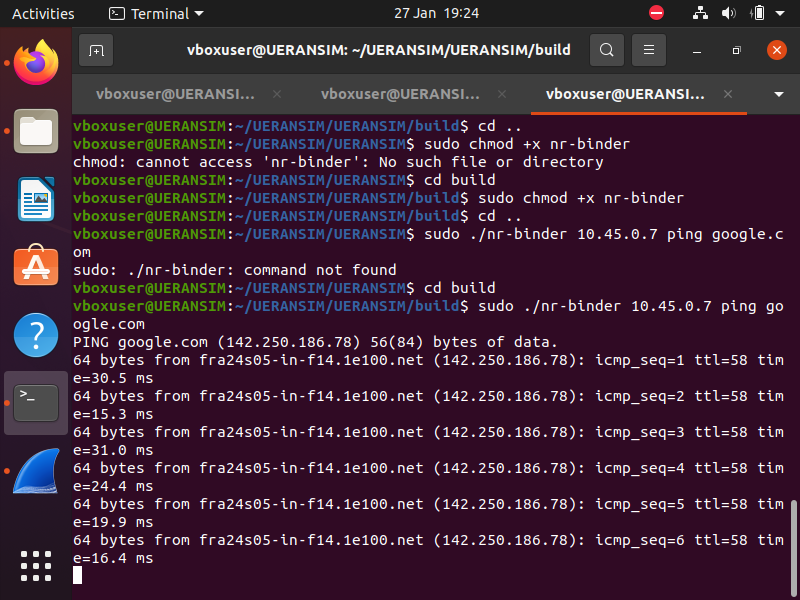 Activities
Terminal
27 Jan 19:24
vboxuser@UERANSIM: ~/UERANSIM/UERANSIM/build
vboxuser@UERANSI...
vboxuser@UERANSI...
vboxuser@UERANSI...
vboxuser@UERANSIM:~/UERANSIM/UERANSIM/build$ cd ..
vboxuser@UERANSIM:~/UERANSIM/UERANSIM$ sudo chmod +x nr-binder
chmod: cannot access 'nr-binder': No such file or directory
vboxuser@UERANSIM:~/UERANSIM/UERANSIM$ cd build
vboxuser@UERANSIM:~/UERANSIM/UERANSIM/build$ sudo chmod +x nr-binder
vboxuser@UERANSIM:~/UERANSIM/UERANSIM/build$ cd ..
vboxuser@UERANSIM:~/UERANSIM/UERANSIM$ sudo ./nr-binder 10.45.0.7 ping google.c
om
sudo: ./nr-binder: command not found
vboxuser@UERANSIM:~/UERANSIM/UERANSIM$ cd build
vboxuser@UERANSIM:~/UERANSIM/UERANSIM/build$ sudo ./nr-binder 10.45.0.7 ping go
ogle.com
PING google.com (142.250.186.78) 56(84) bytes of data.
64 bytes from fra24s05-in-f14.1e100.net (142.250.186.78): icmp_seq=1 ttl=58 tim
e=30.5 ms
64 bytes from fra24s05-in-f14.1e100.net (142.250.186.78): icmp_seq=2 ttl=58 tim
e=15.3 ms
64 bytes from fra24s05-in-f14.1e100.net (142.250.186.78): icmp_seq=3 ttl=58 tim
e=31.0 ms
64 bytes from fra24s05-in-f14.1e100.net (142.250.186.78): icmp_seq=4 ttl=58 tim
e=24.4 ms
64 bytes from fra24s05-in-f14.1e100.net (142.250.186.78): icmp_seq=5 ttl=58 tim
e=19.9 ms
64 bytes from fra24s05-in-f14.1e100.net (142.250.186.78): icmp_seq=6 ttl=58 tim
e=16.4 ms